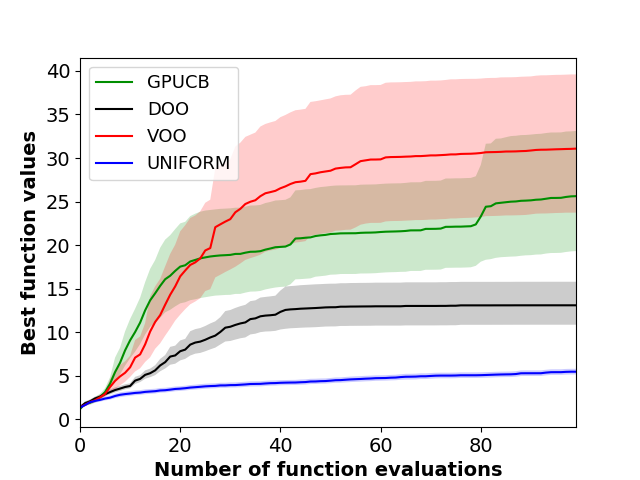 40
35
30
25
20
15
10
5
0
Best function values
GPUCB
DOO
VOO
UNIFORM
0 20 40 60 80
Number of function evaluations